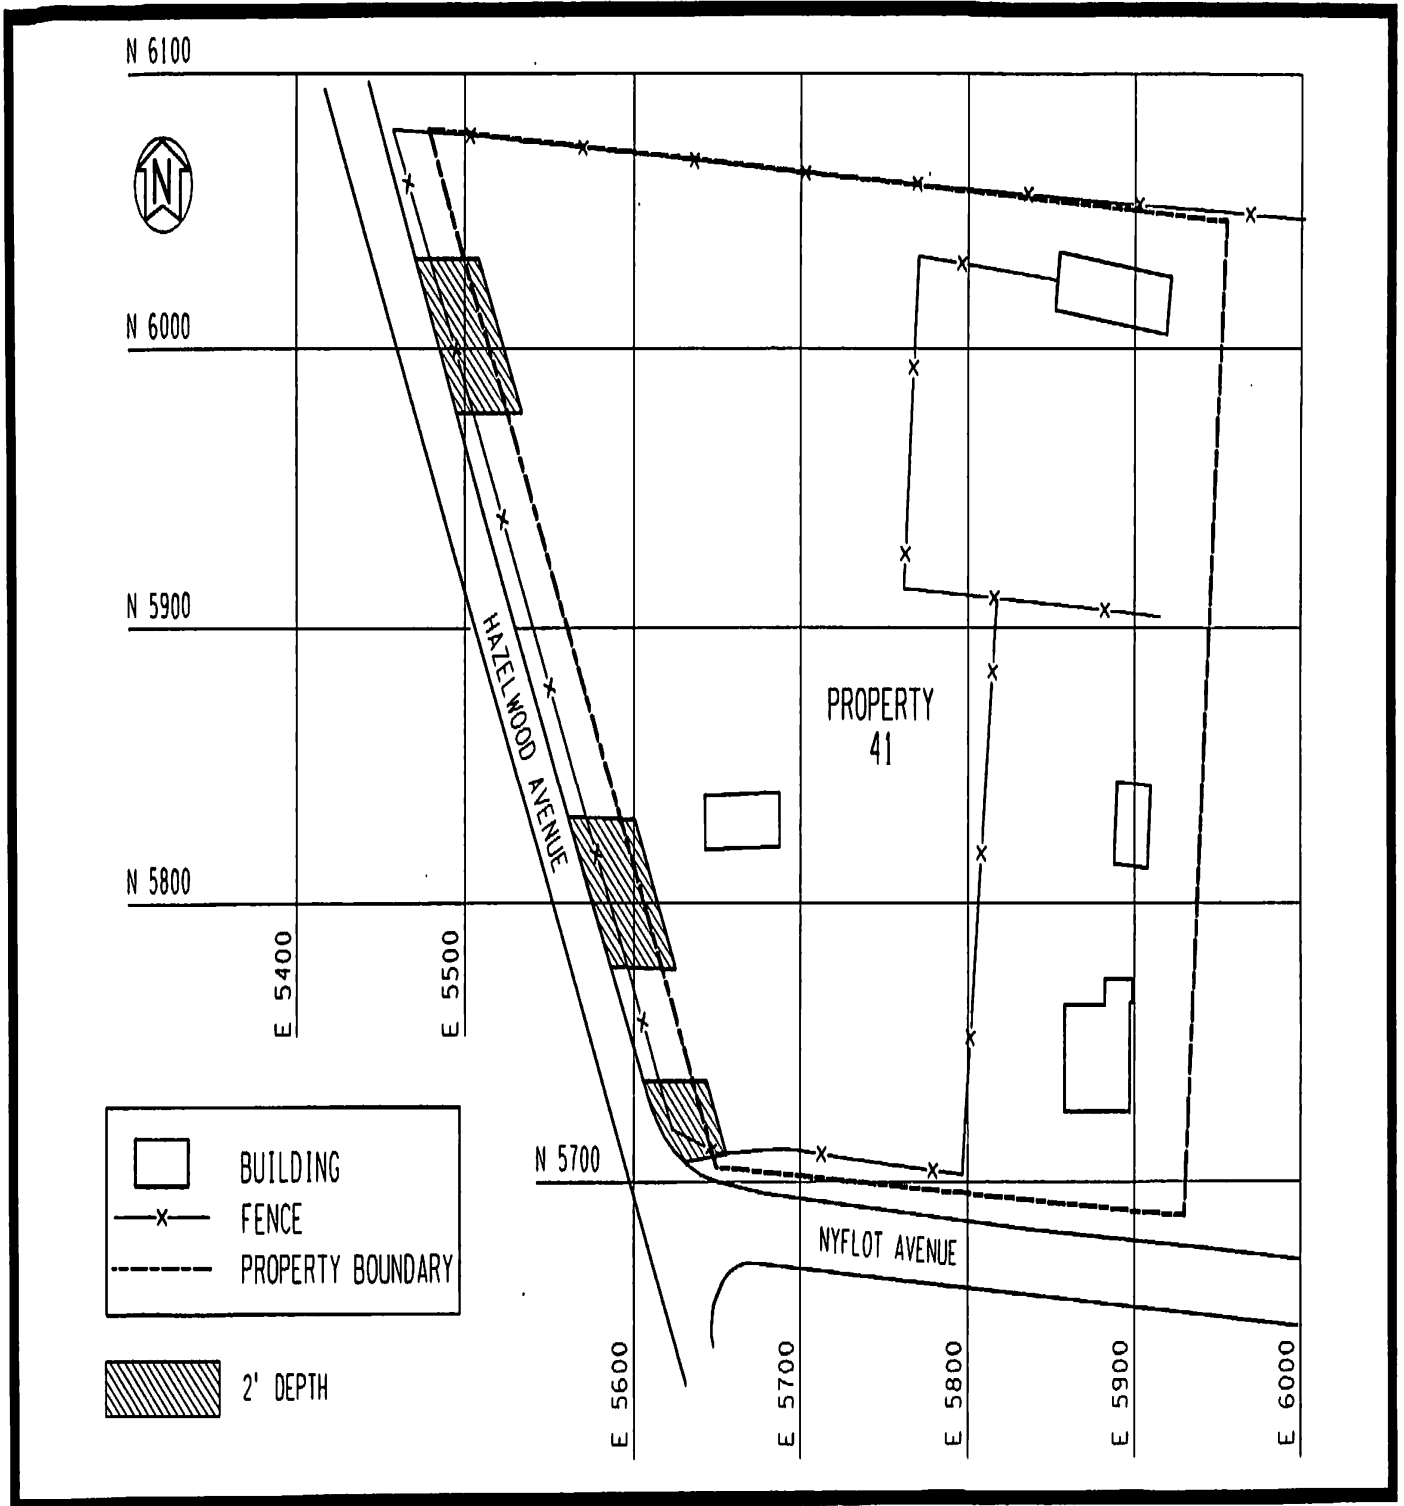 N 6100
N
N 6000
N 5900
HAZELWOOD AVENUE
PROPERTY
41
N 5800
E 5400
E 5500
N 5700
BUILDING
FENCE
PROPERTY BOUNDARY
2' DEPTH
NYFLOT AVENUE
E 5600
E 5700
E 5800
E 5900
E 6000